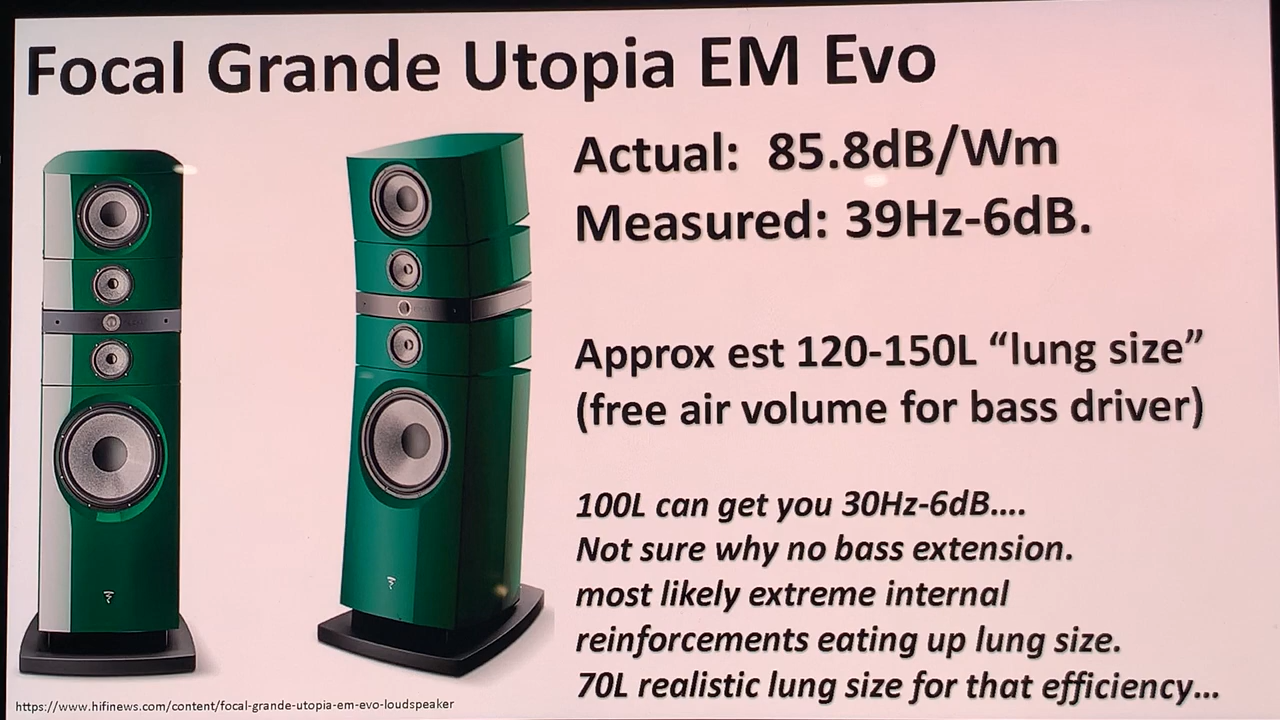 Focal Grande Utopia EM Evo
Actual: 85.8dB/Wm
Measured: 39Hz-6dB.
Approx est 120-150L “lung size”
(free air volume for bass driver)
100L can get you 30Hz-6dB....
Not sure why no bass extension.
most likely extreme internal
reinforcements eating up lung size.
70L realistic lung size for that efficiency...
https://www.hifinews.com/content/focal-grande-utopia-em-evo-loudspeaker